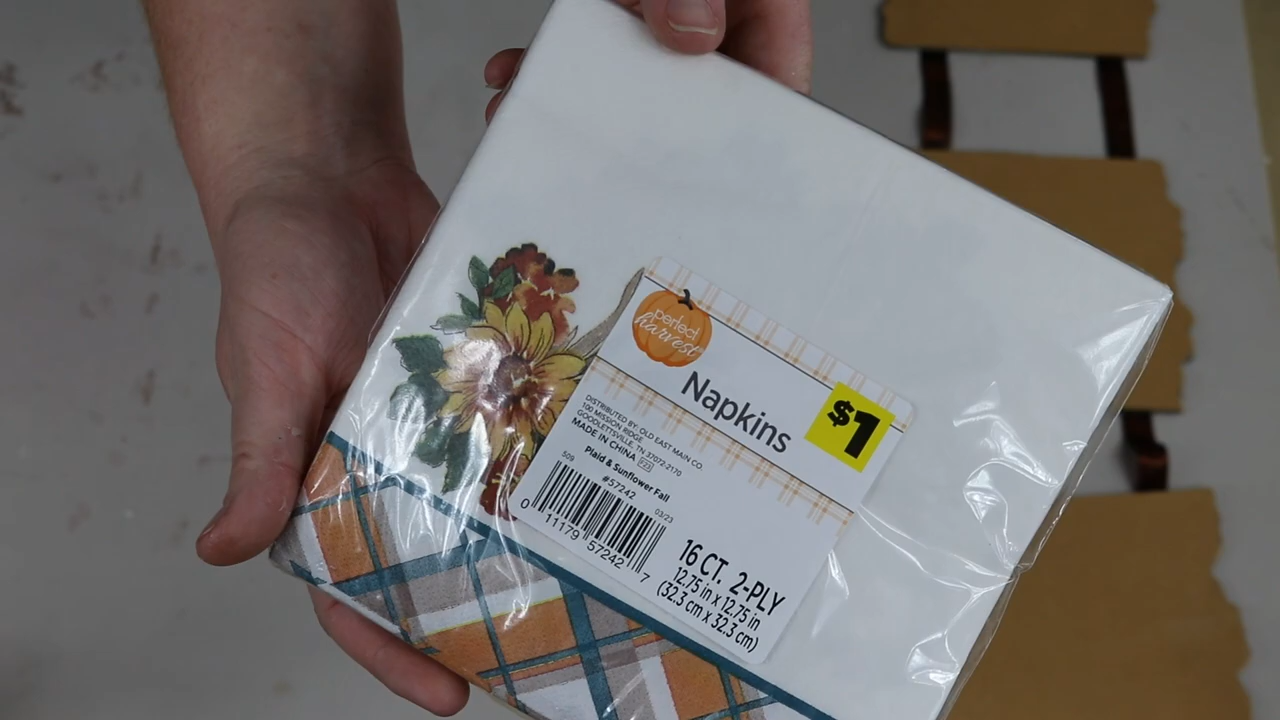 perfect
harvest
Napkins
$1
DISTRIBUTED BY: OLD EAST MAIN CO.
100 MISSION RIDGE
GOODLETTSVILLE, TN 37072-2170
MADE IN CHINA F23
509
Plaid & Sunflower Fall
#57242
03/23
0 11179 57242 7
16 CT. 2-PLY
12.75 in x 12.75 in
(32.3 cm x 32.3 cm)